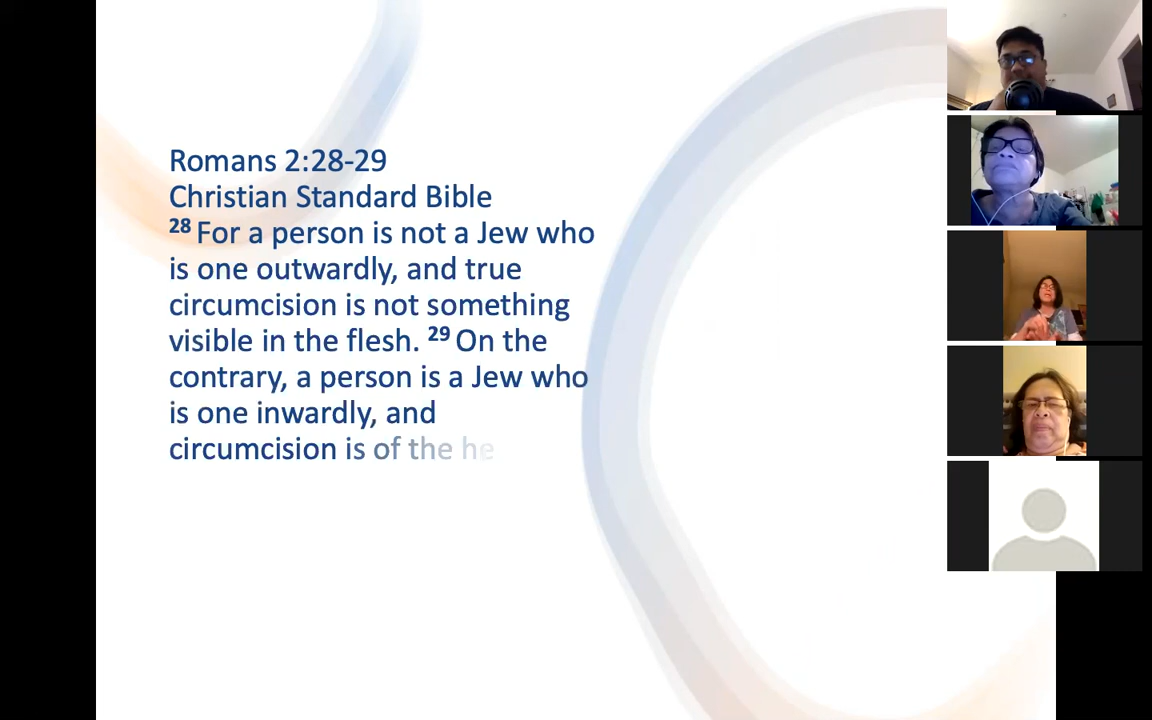 Romans 2:28-29
Christian Standard Bible
28 For a person is not a Jew who
is one outwardly, and true
circumcision is not something
visible in the flesh. 29 On the
contrary, a person is a Jew who
is one inwardly, and
circumcision is of the he